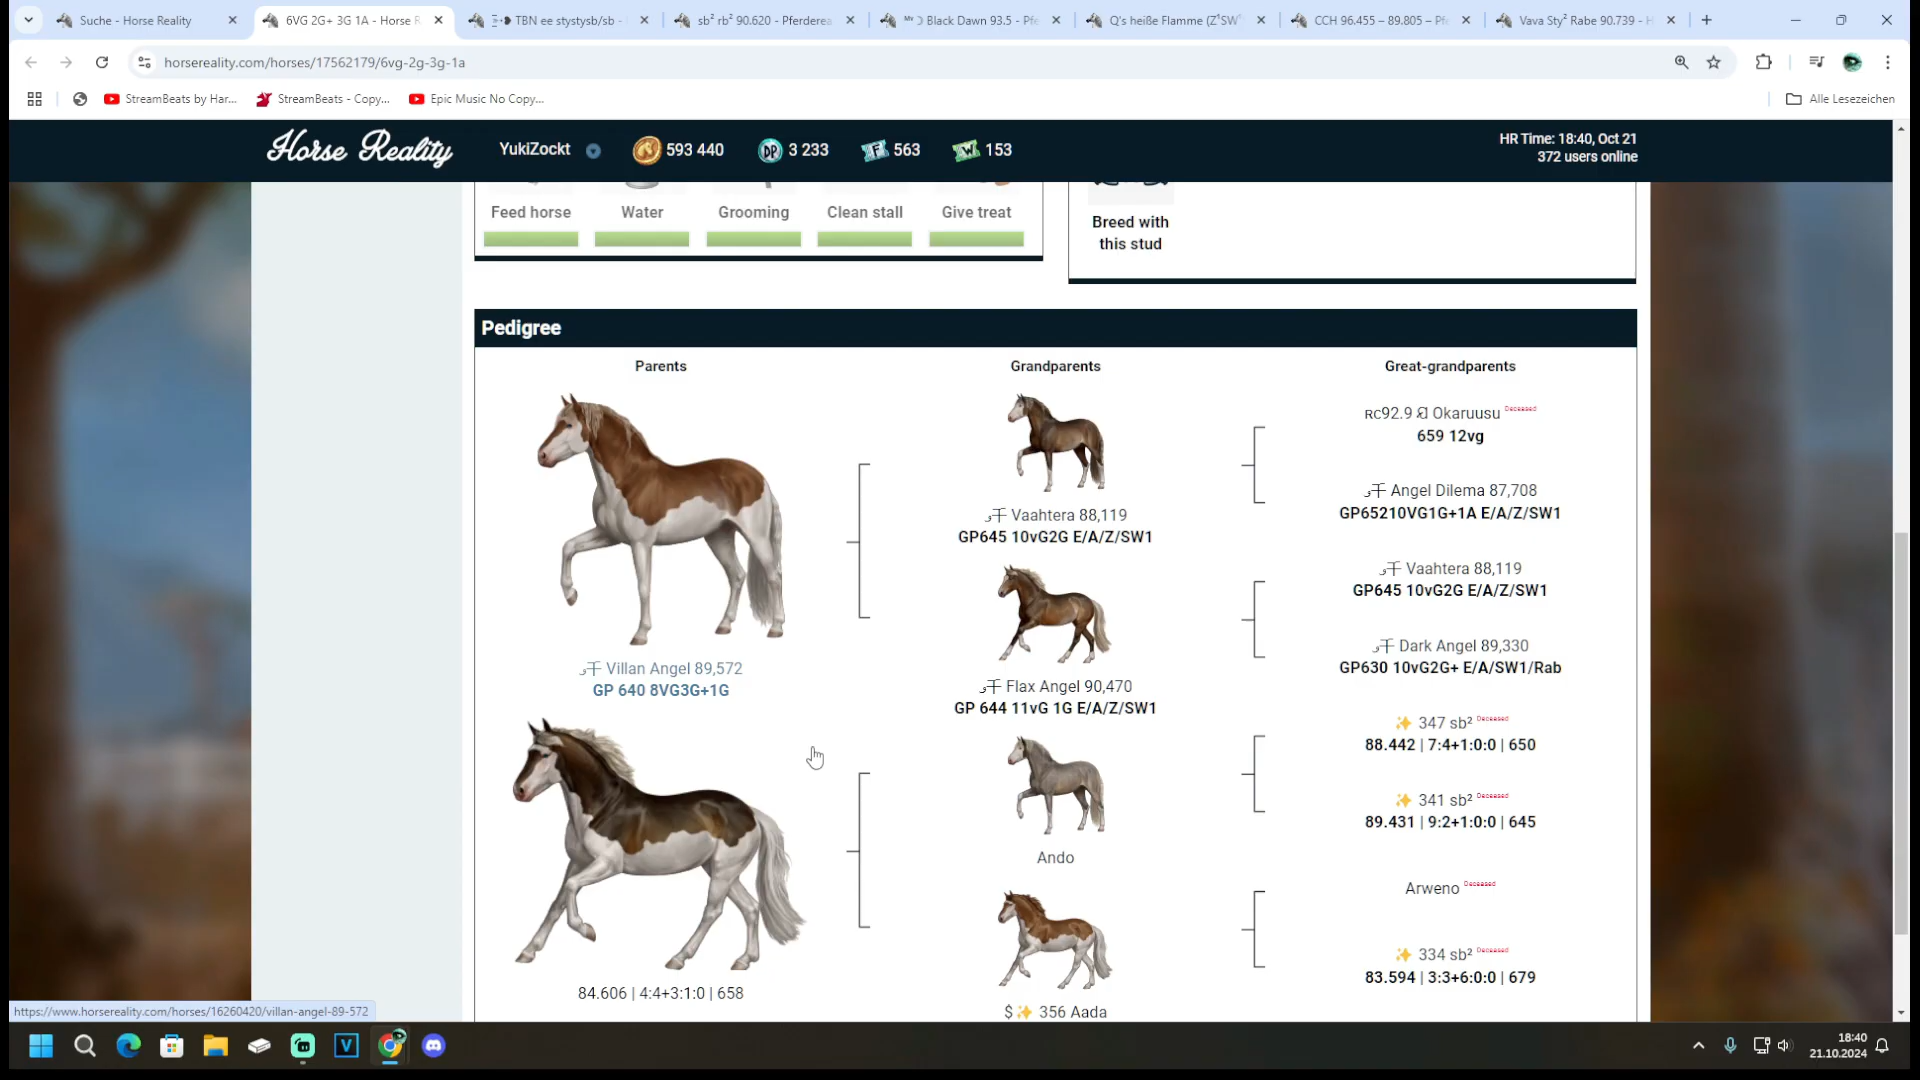 Suche - Horse Reality
6VG 2G+ 3G 1A - Horse R
TBN ee stystysb/sb -
sb² rb² 90.620 - Pferderea
Black Dawn 93.5 - Pfe
Q's heiße Flamme (Z¹SW¹
CCH 96.455 – 89.805 – Pf
Vava Sty² Rabe 90.739 - H
horsereality.com/horses/17562179/6vg-2g-3g-1a
StreamBeats by Har...
StreamBeats - Copy...
Epic Music No Copy...
Alle Lesezeichen
Horse Reality
YukiZockt
593 440
DP 3 233
F 563
W 153
HR Time: 18:40, Oct 21
372 users online
Feed horse
Water
Grooming
Clean stall
Give treat
Breed with
this stud
Pedigree
Parents
Grandparents
Great-grandparents
Villan Angel 89,572
GP 640 8VG3G+1G
84.606 | 4:4+3:1:0 | 658
千 Vaahtera 88,119
GP645 10vG2G E/A/Z/SW1
千 Flax Angel 90,470
GP 644 11vG 1G E/A/Z/SW1
Ando
$✨ 356 Aada
Okaruusu Deceased
659 12vg
千 Angel Dilema 87,708
GP65210VG1G+1A E/A/Z/SW1
千 Vaahtera 88,119
GP645 10vG2G E/A/Z/SW1
千 Dark Angel 89,330
GP630 10vG2G+ E/A/SW1/Rab
✨ 347 sb² Deceased
88.442 | 7:4+1:0:0 | 650
✨ 341 sb² Deceased
89.431 | 9:2+1:0:0 | 645
Arweno Deceased
✨ 334 sb² Deceased
83.594 | 3:3+6:0:0 | 679
https://www.horsereality.com/horses/16260420/villan-angel-89-572
V
18:40
21.10.2024